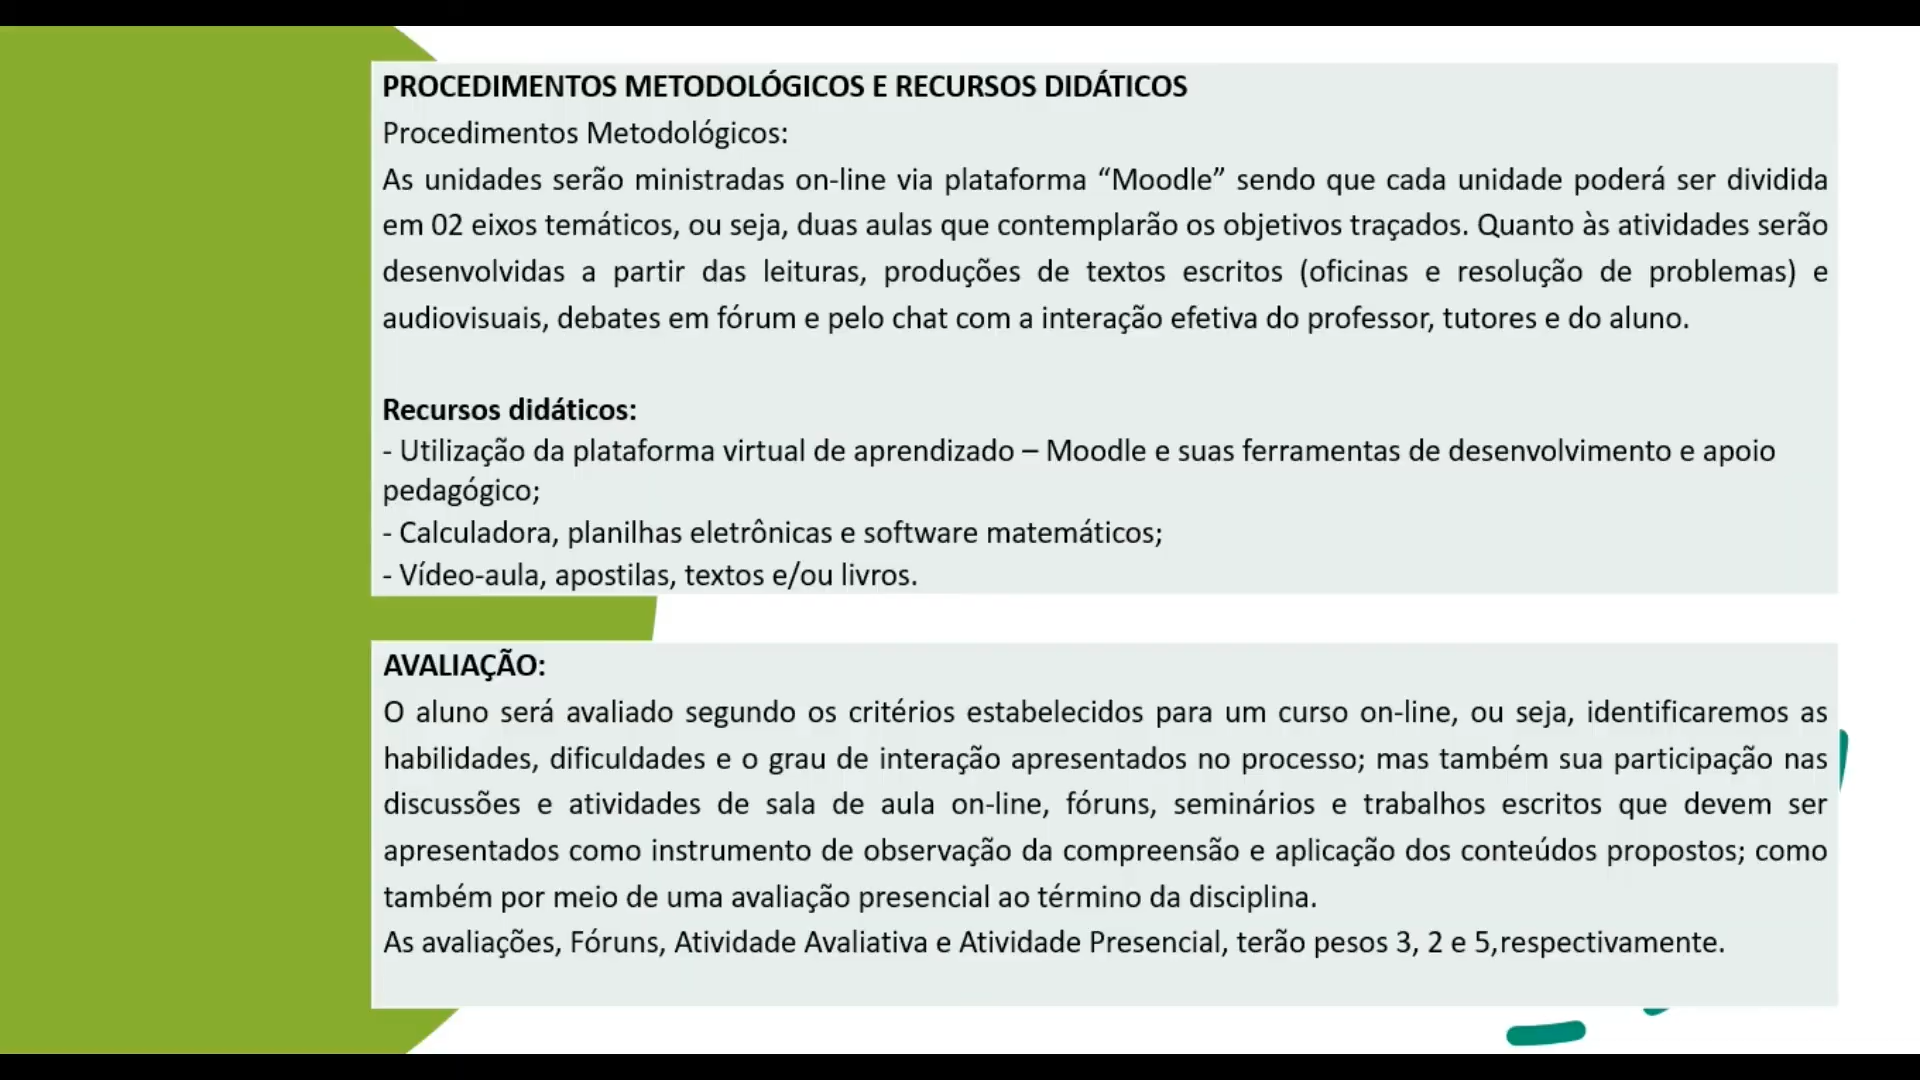 PROCEDIMENTOS METODOLÓGICOS E RECURSOS DIDÁTICOS
Procedimentos Metodológicos:
As unidades serão ministradas on-line via plataforma “Moodle” sendo que cada unidade poderá ser dividida
em 02 eixos temáticos, ou seja, duas aulas que contemplarão os objetivos traçados. Quanto às atividades serão
desenvolvidas a partir das leituras, produções de textos escritos (oficinas e resolução de problemas) e
audiovisuais, debates em fórum e pelo chat com a interação efetiva do professor, tutores e do aluno.
Recursos didáticos:
- Utilização da plataforma virtual de aprendizado – Moodle e suas ferramentas de desenvolvimento e apoio
pedagógico;
- Calculadora, planilhas eletrônicas e software matemáticos;
- Vídeo-aula, apostilas, textos e/ou livros.
AVALIAÇÃO:
O aluno será avaliado segundo os critérios estabelecidos para um curso on-line, ou seja, identificaremos as
habilidades, dificuldades e o grau de interação apresentados no processo; mas também sua participação nas
discussões e atividades de sala de aula on-line, fóruns, seminários e trabalhos escritos que devem ser
apresentados como instrumento de observação da compreensão e aplicação dos conteúdos propostos; como
também por meio de uma avaliação presencial ao término da disciplina.
As avaliações, Fóruns, Atividade Avaliativa e Atividade Presencial, terão pesos 3, 2 e 5,respectivamente.